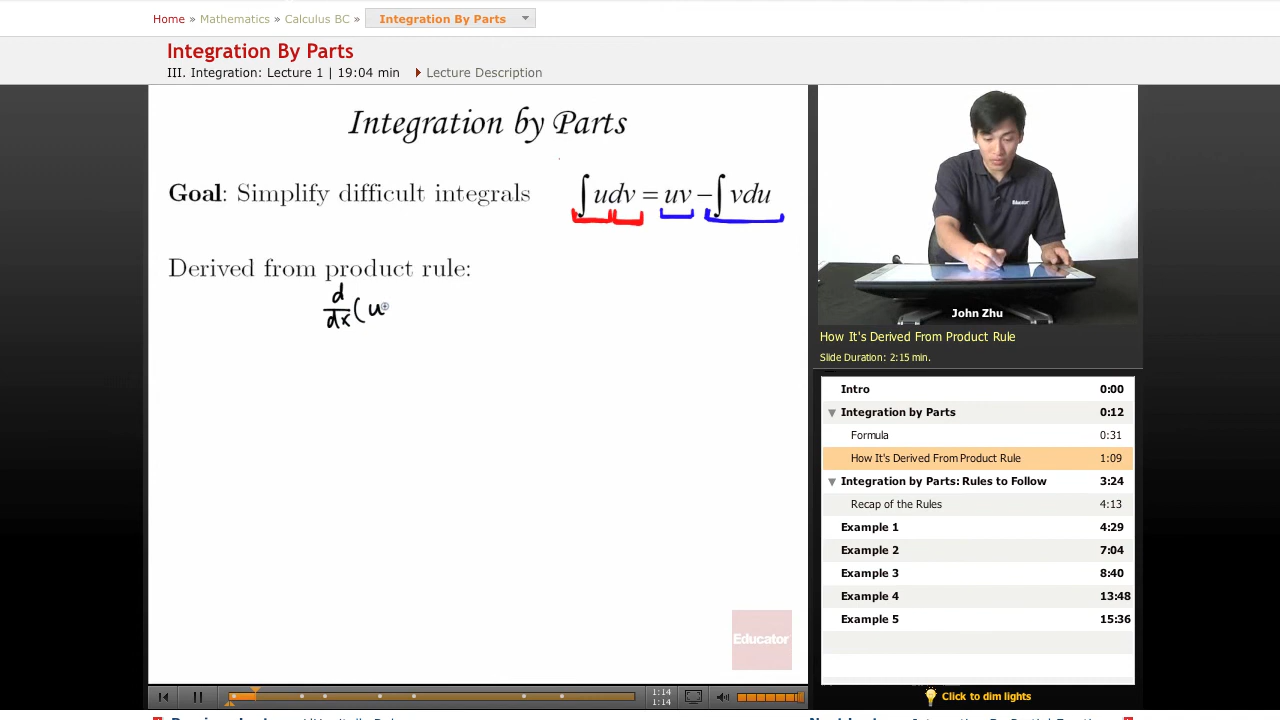 Home » Mathematics » Calculus BC » Integration By Parts
Integration By Parts
III. Integration: Lecture 1 | 19:04 min Lecture Description
Integration by Parts
Goal: Simplify difficult integrals ∫udv = uv − ∫vdu
Derived from product rule:
d/dx (u
Educator
Educator
John Zhu
How It's Derived From Product Rule
Slide Duration: 2:15 min.
Intro 0:00
Integration by Parts 0:12
Formula 0:31
How It's Derived From Product Rule 1:09
Integration by Parts: Rules to Follow 3:24
Recap of the Rules 4:13
Example 1 4:29
Example 2 7:04
Example 3 8:40
Example 4 13:48
Example 5 15:36
1:14
1:14
Click to dim lights